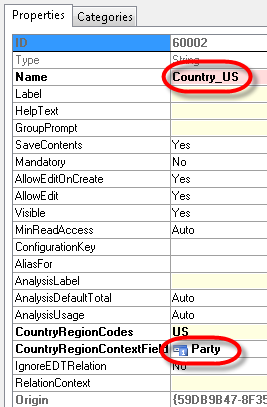 Properties Categories
ID 60002
Type String
Name Country_US
Label
HelpText
GroupPrompt
SaveContents Yes
Mandatory No
AllowEditOnCreate Yes
AllowEdit Yes
Visible Yes
MinReadAccess Auto
ConfigurationKey
AliasFor
AnalysisLabel
AnalysisDefaultTotal Auto
AnalysisUsage Auto
CountryRegionCodes US
CountryRegionContextField Party
IgnoreEDTRelation No
RelationContext
Origin {59DB9B47-8F35